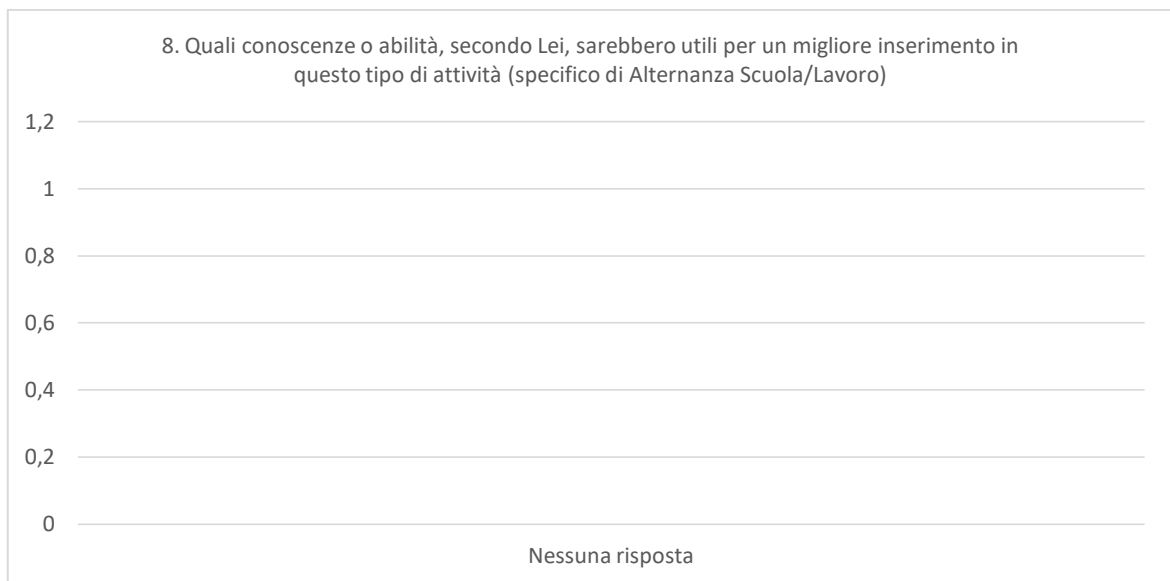 8. Quali conoscenze o abilità, secondo Lei, sarebbero utili per un migliore inserimento in
questo tipo di attività (specifico di Alternanza Scuola/Lavoro)
1,2
1
0,8
0,6
0,4
0,2
0
Nessuna risposta